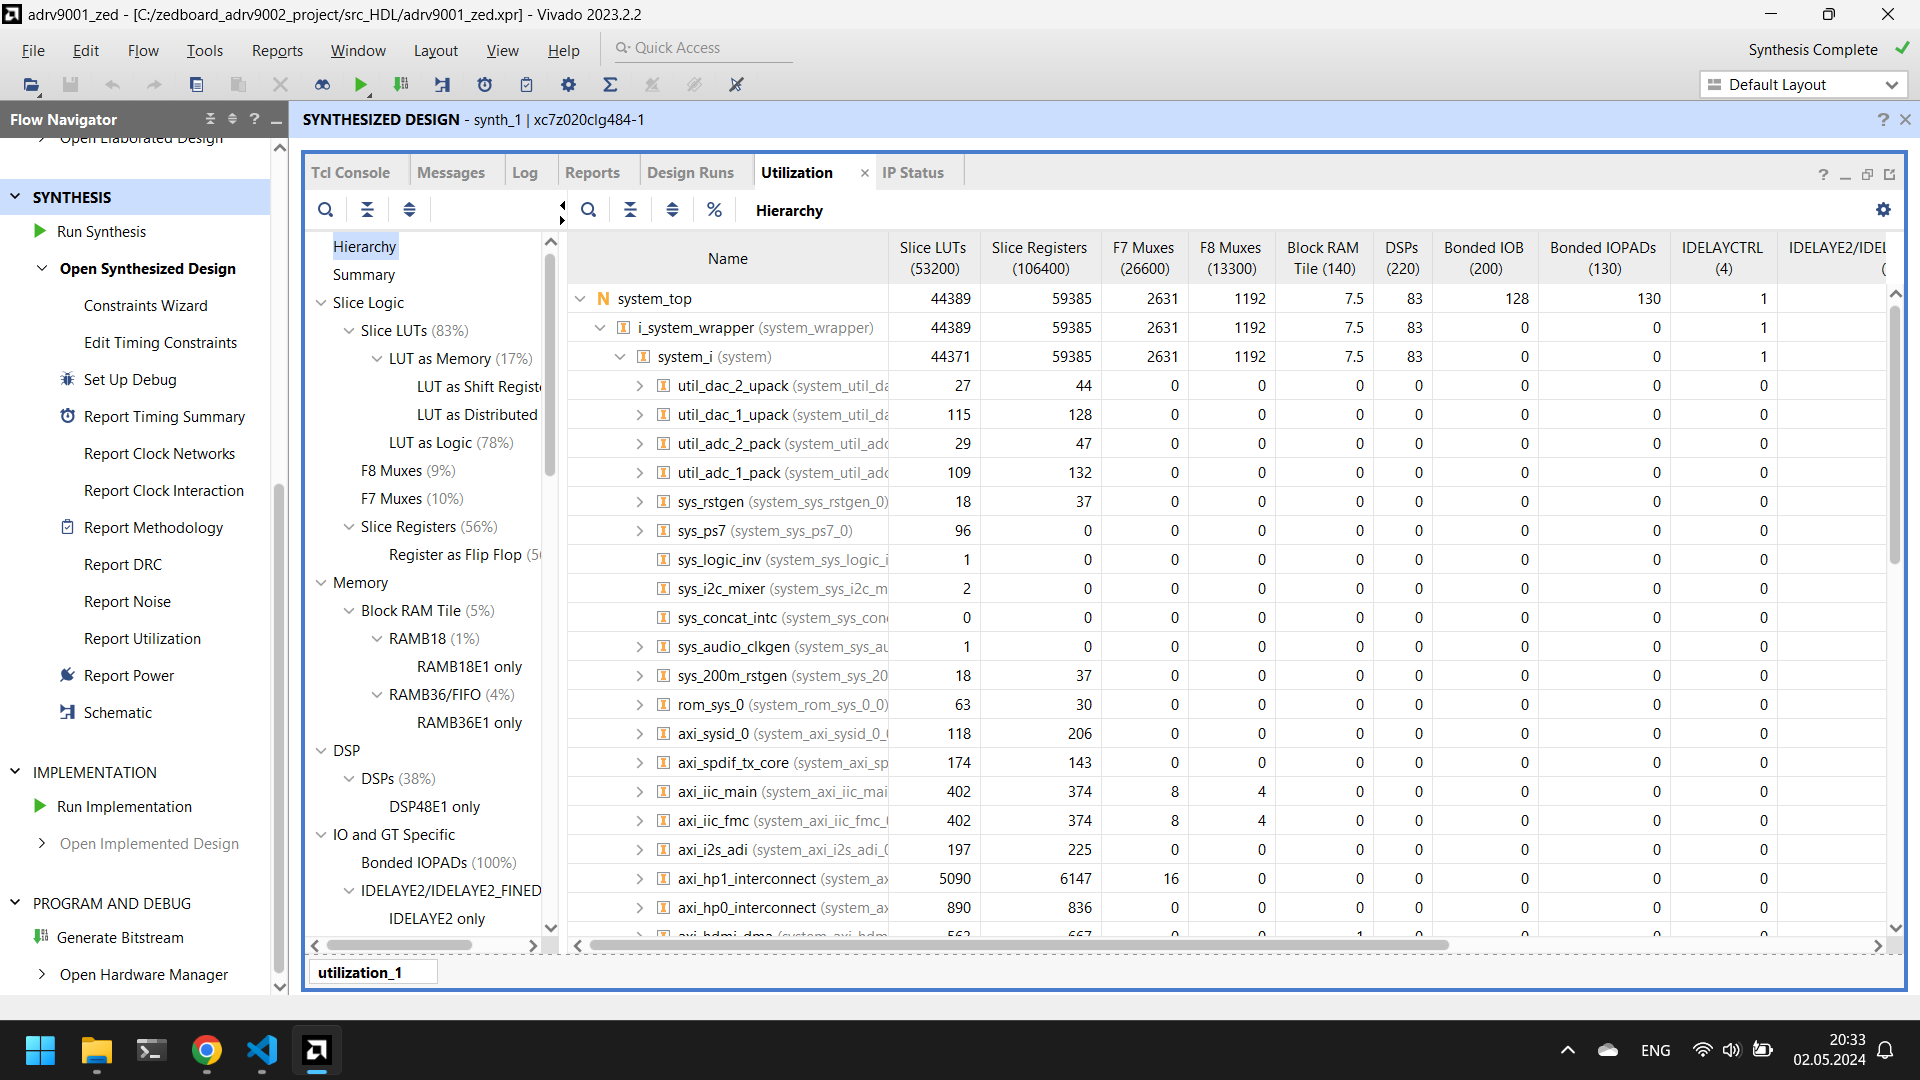 adrv9001_zed - [C:/zedboard_adrv9002_project/src_HDL/adrv9001_zed.xpr] - Vivado 2023.2.2
File Edit Flow Tools Reports Window Layout View Help Quick Access
Synthesis Complete
Default Layout
Flow Navigator
SYNTHESIZED DESIGN - synth_1 | xc7z020clg484-1
Open Elaborated Design
SYNTHESIS
Run Synthesis
Open Synthesized Design
Constraints Wizard
Edit Timing Constraints
Set Up Debug
Report Timing Summary
Report Clock Networks
Report Clock Interaction
Report Methodology
Report DRC
Report Noise
Report Utilization
Report Power
Schematic
IMPLEMENTATION
Run Implementation
Open Implemented Design
PROGRAM AND DEBUG
Generate Bitstream
Open Hardware Manager
Tcl Console Messages Log Reports Design Runs Utilization IP Status
Hierarchy
Hierarchy
Summary
Slice Logic
Slice LUTs (83%)
LUT as Memory (17%)
LUT as Shift Registe
LUT as Distributed
LUT as Logic (78%)
F8 Muxes (9%)
F7 Muxes (10%)
Slice Registers (56%)
Register as Flip Flop (56
Memory
Block RAM Tile (5%)
RAMB18 (1%)
RAMB18E1 only
RAMB36/FIFO (4%)
RAMB36E1 only
DSP
DSPs (38%)
DSP48E1 only
IO and GT Specific
Bonded IOPADs (100%)
IDELAYE2/IDELAYE2_FINED
IDELAYE2 only
Name Slice LUTs (53200) Slice Registers (106400) F7 Muxes (26600) F8 Muxes (13300) Block RAM Tile (140) DSPs (220) Bonded IOB (200) Bonded IOPADs (130) IDELAYCTRL (4) IDELAYE2/IDEL (
system_top 44389 59385 2631 1192 7.5 83 128 130 1
i_system_wrapper (system_wrapper) 44389 59385 2631 1192 7.5 83 0 0 1
system_i (system) 44371 59385 2631 1192 7.5 83 0 0 1
util_dac_2_upack (system_util_da 27 44 0 0 0 0 0 0 0
util_dac_1_upack (system_util_da 115 128 0 0 0 0 0 0 0
util_adc_2_pack (system_util_adc 29 47 0 0 0 0 0 0 0
util_adc_1_pack (system_util_adc 109 132 0 0 0 0 0 0 0
sys_rstgen (system_sys_rstgen_0) 18 37 0 0 0 0 0 0 0
sys_ps7 (system_sys_ps7_0) 96 0 0 0 0 0 0 0 0
sys_logic_inv (system_sys_logic_i 1 0 0 0 0 0 0 0 0
sys_i2c_mixer (system_sys_i2c_m 2 0 0 0 0 0 0 0 0
sys_concat_intc (system_sys_con 0 0 0 0 0 0 0 0 0
sys_audio_clkgen (system_sys_au 1 0 0 0 0 0 0 0 0
sys_200m_rstgen (system_sys_20 18 37 0 0 0 0 0 0 0
rom_sys_0 (system_rom_sys_0_0) 63 30 0 0 0 0 0 0 0
axi_sysid_0 (system_axi_sysid_0_0 118 206 0 0 0 0 0 0 0
axi_spdif_tx_core (system_axi_sp 174 143 0 0 0 0 0 0 0
axi_iic_main (system_axi_iic_mai 402 374 8 4 0 0 0 0 0
axi_iic_fmc (system_axi_iic_fmc_0 402 374 8 4 0 0 0 0 0
axi_i2s_adi (system_axi_i2s_adi_0 197 225 0 0 0 0 0 0 0
axi_hp1_interconnect (system_ax 5090 6147 16 0 0 0 0 0 0
axi_hp0_interconnect (system_ax 890 836 0 0 0 0 0 0 0
axi_hdmi_dma (system_axi_hdm 563 667 0 0 1 0 0 0 0
utilization_1
ENG
20:33
02.05.2024